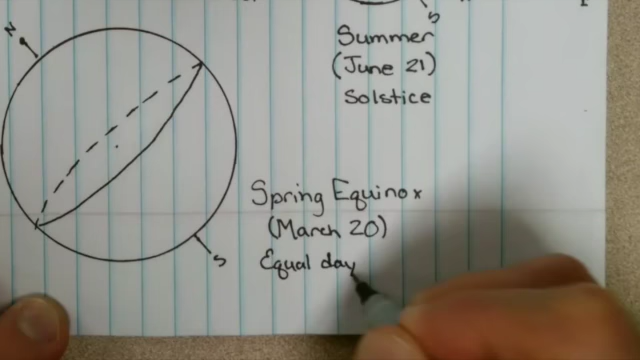 N
S
Summer
(June 21)
Solstice
Spring Equinox
(March 20)
Equal day
S